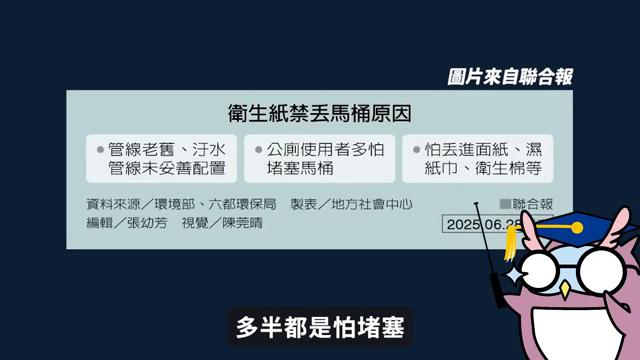 圖片來自聯合報
衛生紙禁丟馬桶原因
●管線老舊、汙水
管線未妥善配置
●公廁使用者多怕
堵塞馬桶
●怕丟進面紙、濕
紙巾、衛生棉等
資料來源／環境部、六都環保局 製表／地方社會中心
■聯合報
編輯／張幼芳 視覺／陳莞晴
2025.06.28
多半都是怕堵塞